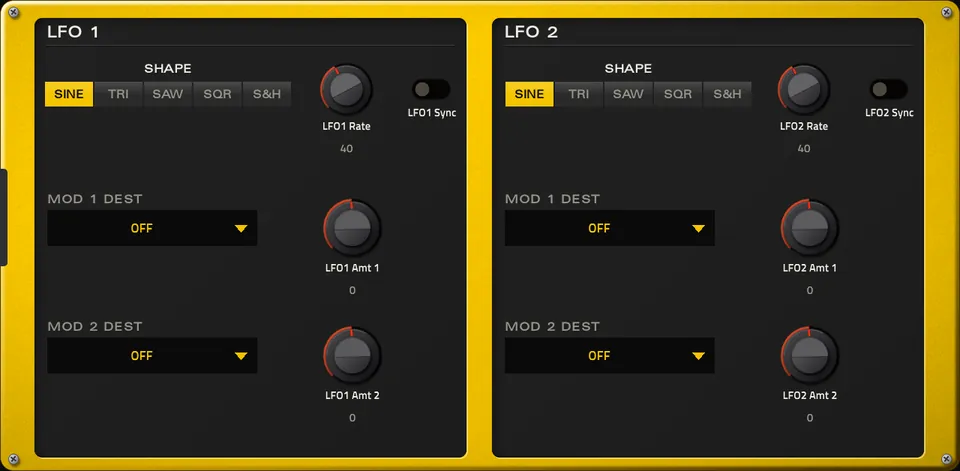 LFO 1
SHAPE
SINE TRI SAW SQR S&H
LFO1 Rate
40
LFO1 Sync
MOD 1 DEST
OFF
LFO1 Amt 1
0
MOD 2 DEST
OFF
LFO1 Amt 2
0
LFO 2
SHAPE
SINE TRI SAW SQR S&H
LFO2 Rate
40
LFO2 Sync
MOD 1 DEST
OFF
LFO2 Amt 1
0
MOD 2 DEST
OFF
LFO2 Amt 2
0